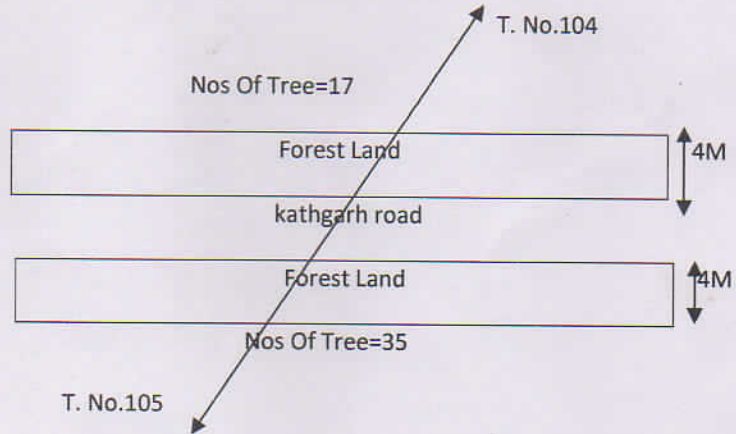 T. No.104
Nos Of Tree=17
Forest Land
4M
kathgarh road
Forest Land
4M
Nos Of Tree=35
T. No.105